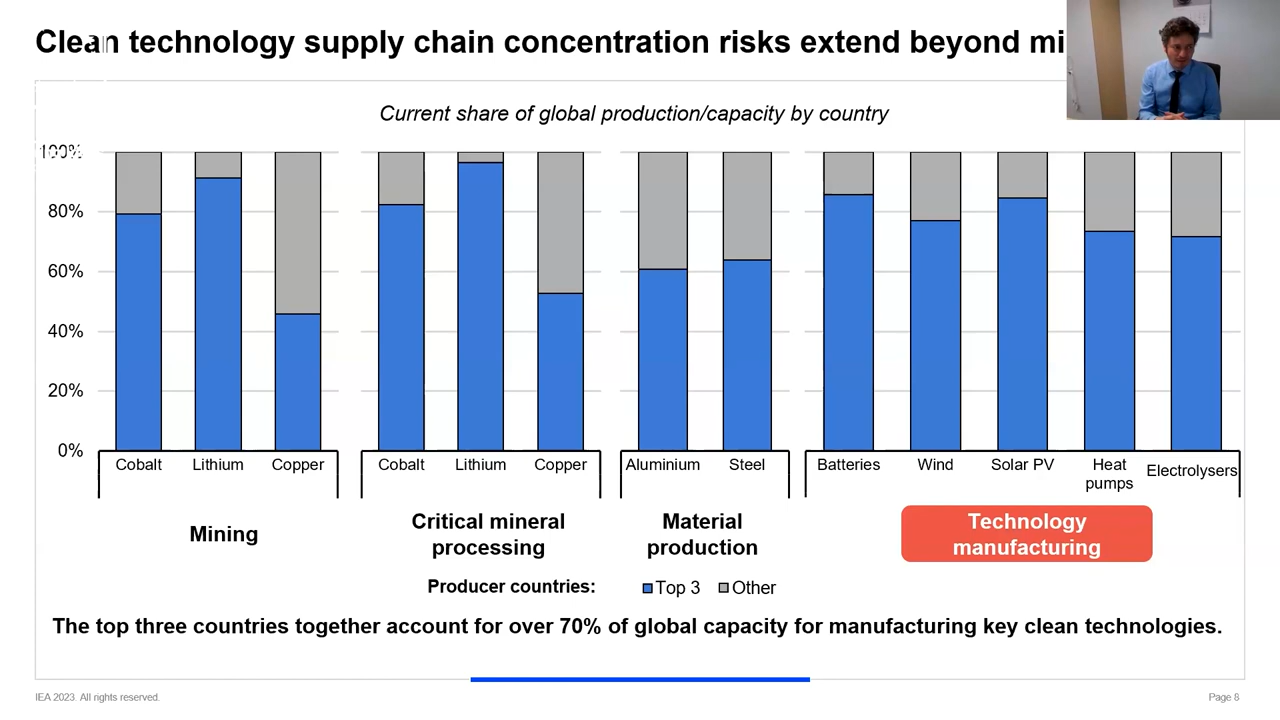 Clean technology supply chain concentration risks extend beyond mi
Current share of global production/capacity by country
100%
80%
60%
40%
20%
0%
Cobalt Lithium Copper Cobalt Lithium Copper Aluminium Steel Batteries Wind Solar PV Heat pumps Electrolysers
Mining
Critical mineral
processing
Material
production
Technology
manufacturing
Producer countries: Top 3 Other
The top three countries together account for over 70% of global capacity for manufacturing key clean technologies.
IEA 2023. All rights reserved.
Page 8